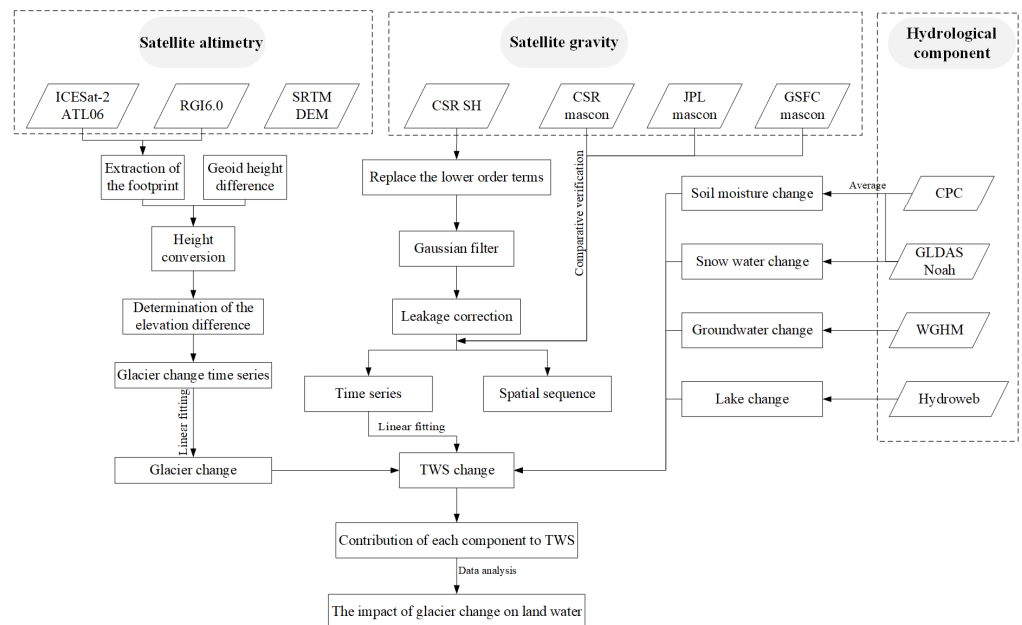 Satellite altimetry
ICESat-2
ATL06
RGI6.0
SRTM
DEM
Extraction of
the footprint
Geoid height
difference
Height
conversion
Determination of the
elevation difference
Glacier change time series
Linear fitting
Glacier change
Satellite gravity
CSR SH
CSR
mascon
JPL
mascon
GSFC
mascon
Replace the lower order terms
Gaussian filter
Leakage correction
Comparative verification
Time series
Spatial sequence
Linear fitting
TWS change
Contribution of each component to TWS
Data analysis
The impact of glacier change on land water
Hydrological
component
Soil moisture change
Average
CPC
Snow water change
GLDAS
Noah
Groundwater change
WGHM
Lake change
Hydroweb